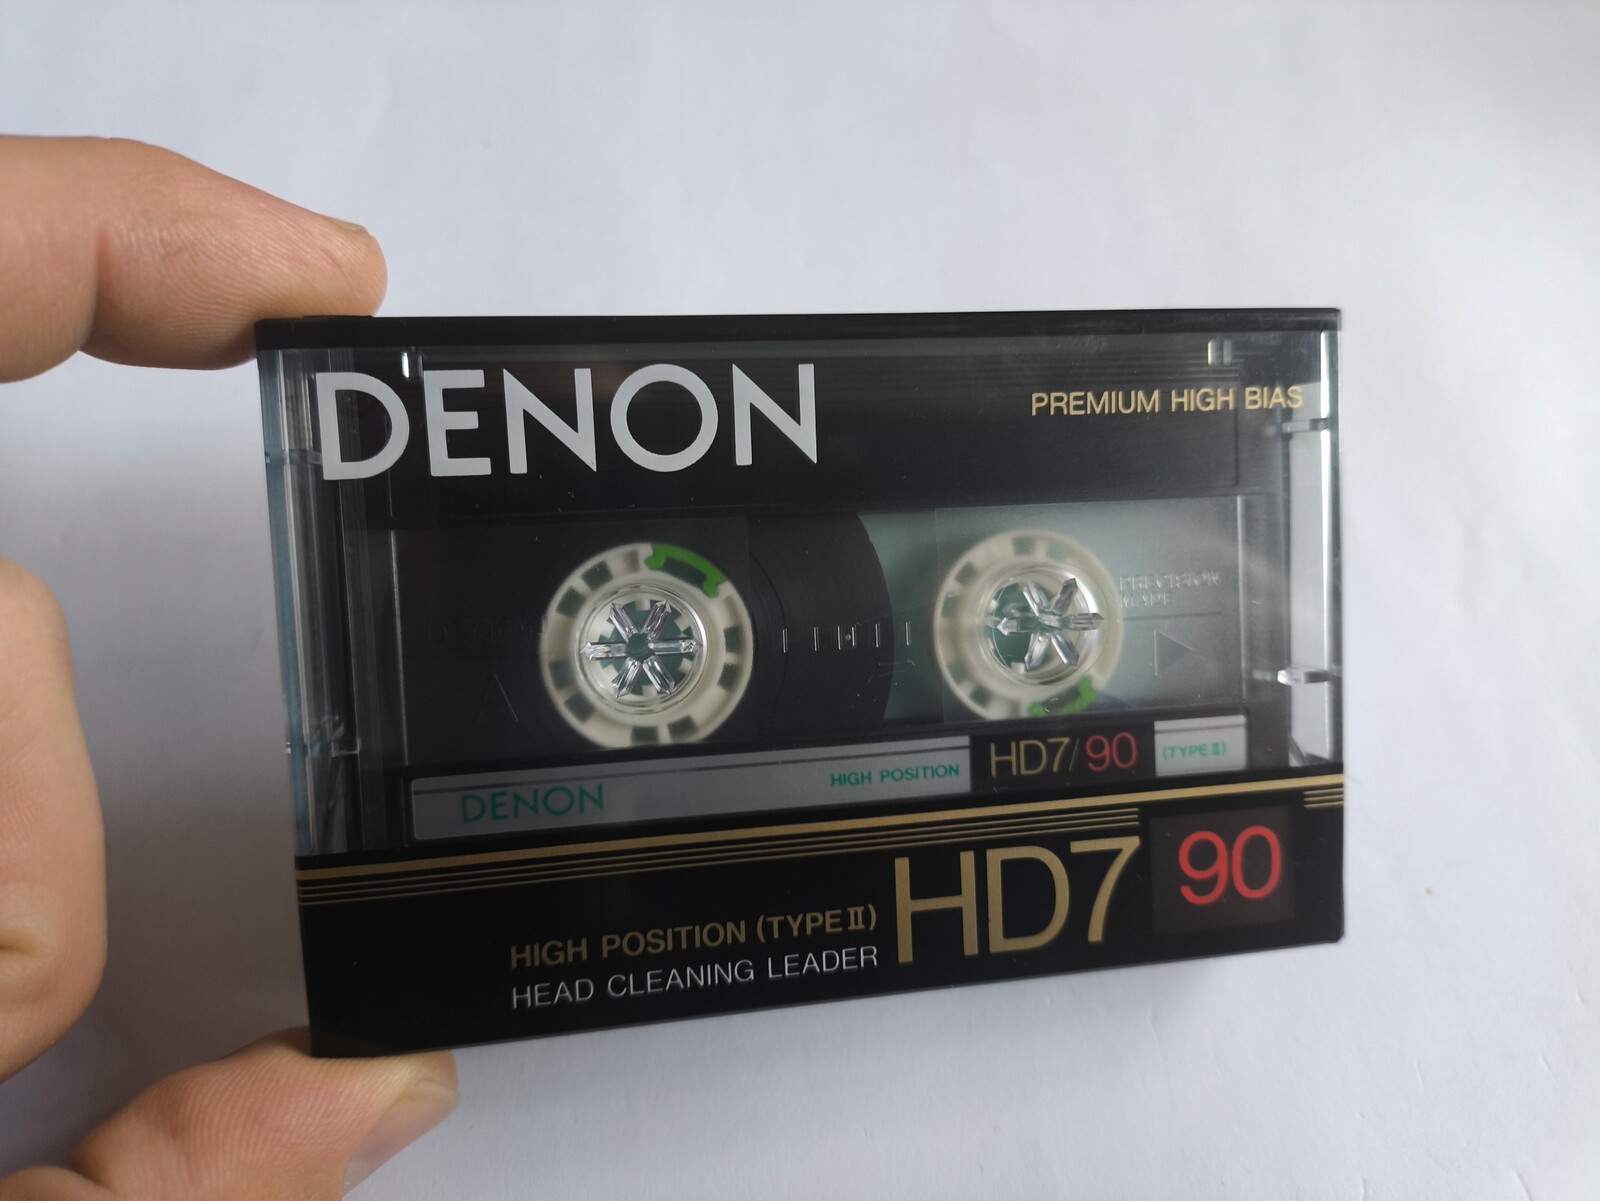 DENON
PREMIUM HIGH BIAS
PRECISION
DENON
HIGH POSITION
HD7/90
(TYPE II)
HIGH POSITION (TYPE II)
HEAD CLEANING LEADER
HD7
90